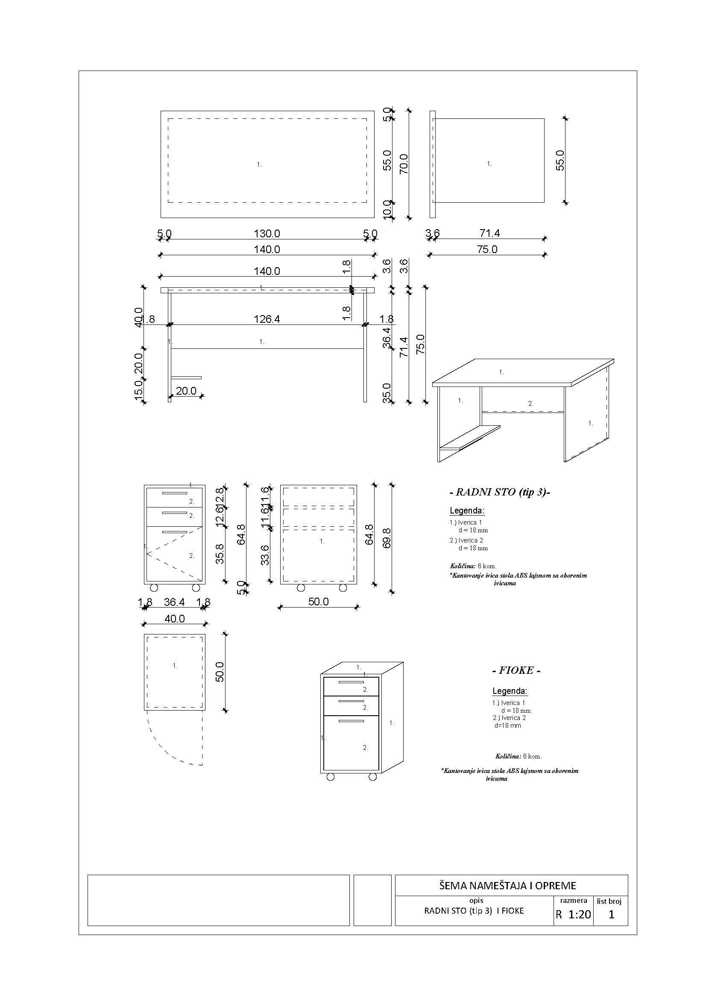 5.0
55.0
70.0
10.0
1.
1.
55.0
5.0 130.0 5.0
140.0
3.6 71.4
75.0
140.0
1.8
3.6
3.6
1.
40.0
1.8
126.4
1.8
1.8
36.4
71.4
75.0
1.
1.
20.0
15.0
20.0
35.0
1.
1.
2.
1.
1.
2.
2.
1.
2.
12.8
12.6
35.8
64.8
5.0
11.6
11.6
33.6
1.
64.8
69.8
1.8 36.4 1.8
40.0
50.0
- RADNI STO (tip 3)-
Legenda:
1.) Iverica 1
d = 18 mm
2.) Iverica 2
d = 18 mm
Količina: 6 kom.
*Kantovanje ivica stola ABS lajsnom sa oborenim
ivicama
1.
50.0
1.
1.
2.
2.
1.
1.
2.
- FIOKE -
Legenda:
1.) Iverica 1
d = 18 mm
2.) Iverica 2
d=18 mm
Količina: 6 kom.
*Kantovanje ivica stola ABS lajsnom sa oborenim
ivicama
ŠEMA NAMEŠTAJA I OPREME
opis
RADNI STO (tip 3) I FIOKE
razmera
R 1:20
list broj
1